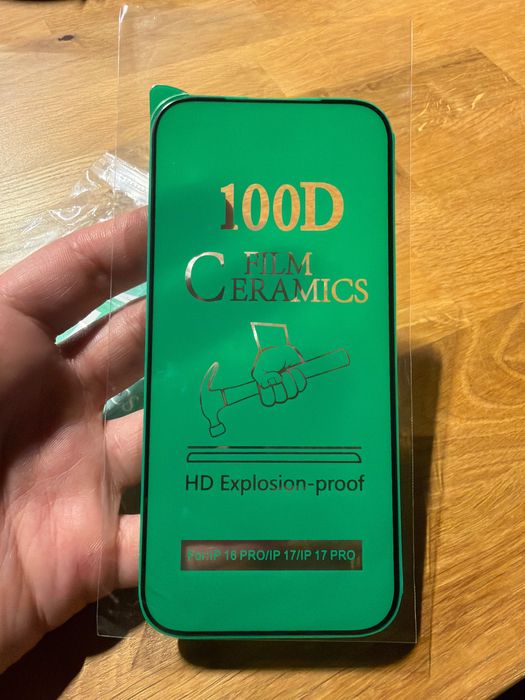 100D
FILM
CERAMICS
HD Explosion-proof
For:IP 16 PRO/IP 17/IP 17 PRO